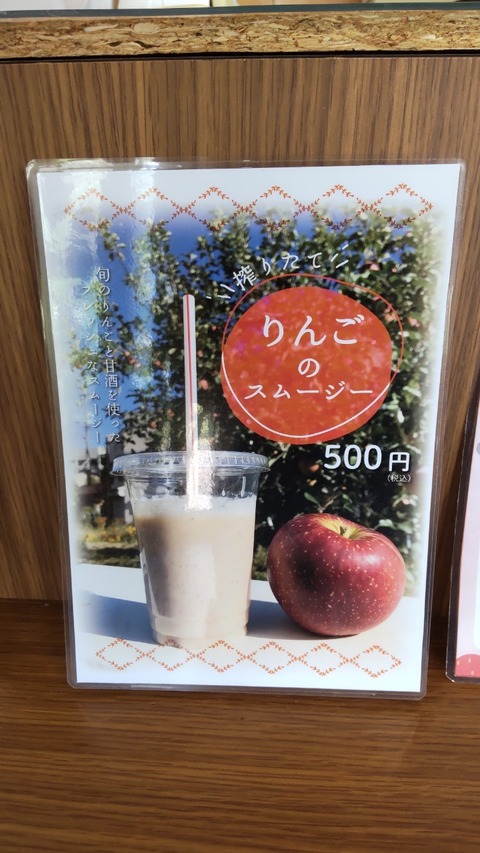 搾りたて
りんご
の
スムージー
500円
(税込)
旬のりんごと甘酒を使った
フレッシュなスムージー